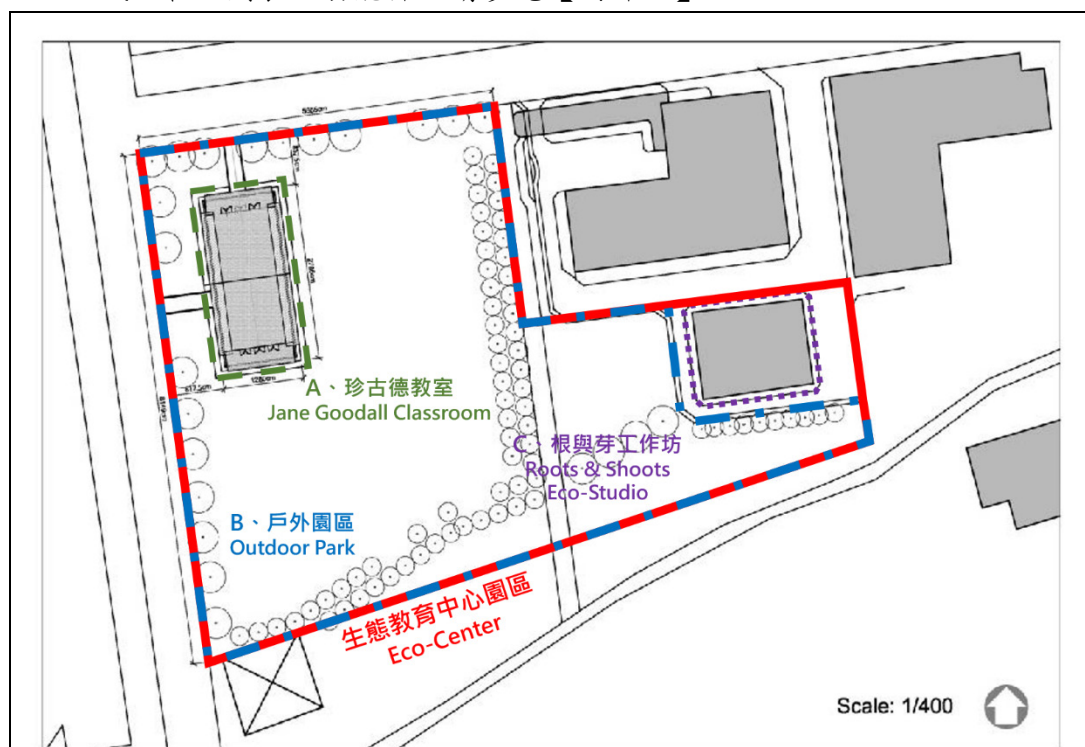 A、珍古德教室
Jane Goodall Classroom
C、根與芽工作坊
Roots & Shoots
Eco-Studio
B、戶外園區
Outdoor Park
生態教育中心園區
Eco-Center
Scale: 1/400